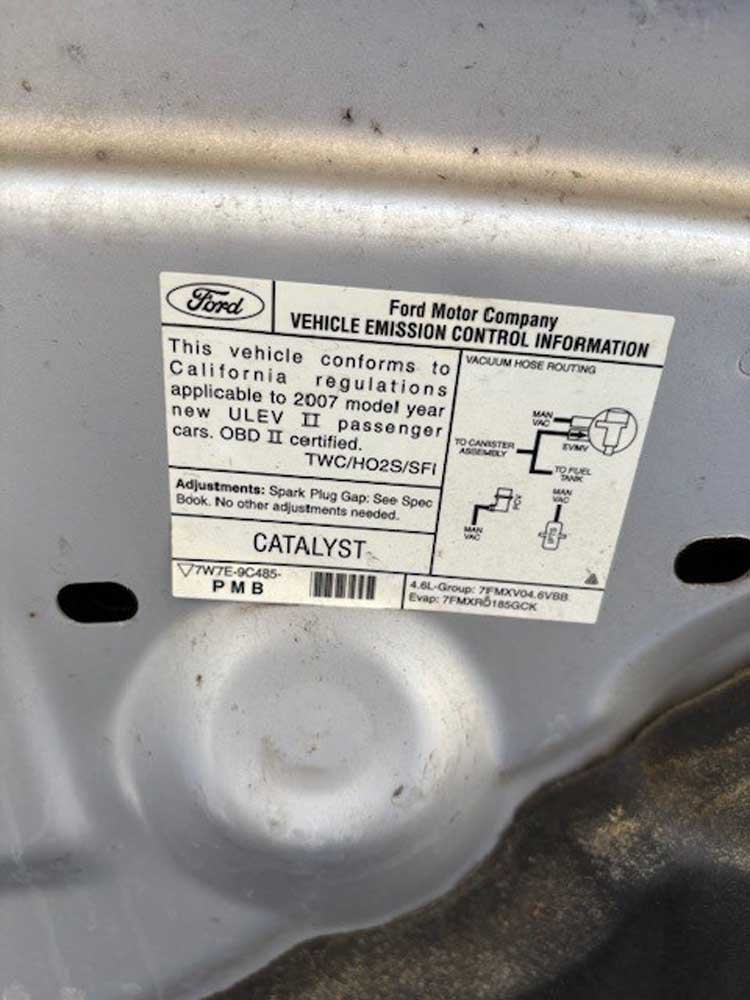 Ford
Ford Motor Company
VEHICLE EMISSION CONTROL INFORMATION
This vehicle conforms to
California regulations
applicable to 2007 model year
new ULEV II passenger
cars. OBD II certified.
TWC/HO2S/SFI
Adjustments: Spark Plug Gap: See Spec
Book. No other adjustments needed.
CATALYST
7W7E-9C485-
PMB
VACUUM HOSE ROUTING
MAN
VAC
EVMV
TO CANISTER
ASSEMBLY
TO FUEL
TANK
PCV
MAN
VAC
MAN
VAC
4.6L-Group: 7FMXV04.6VBB
Evap: 7FMXR0185GCK